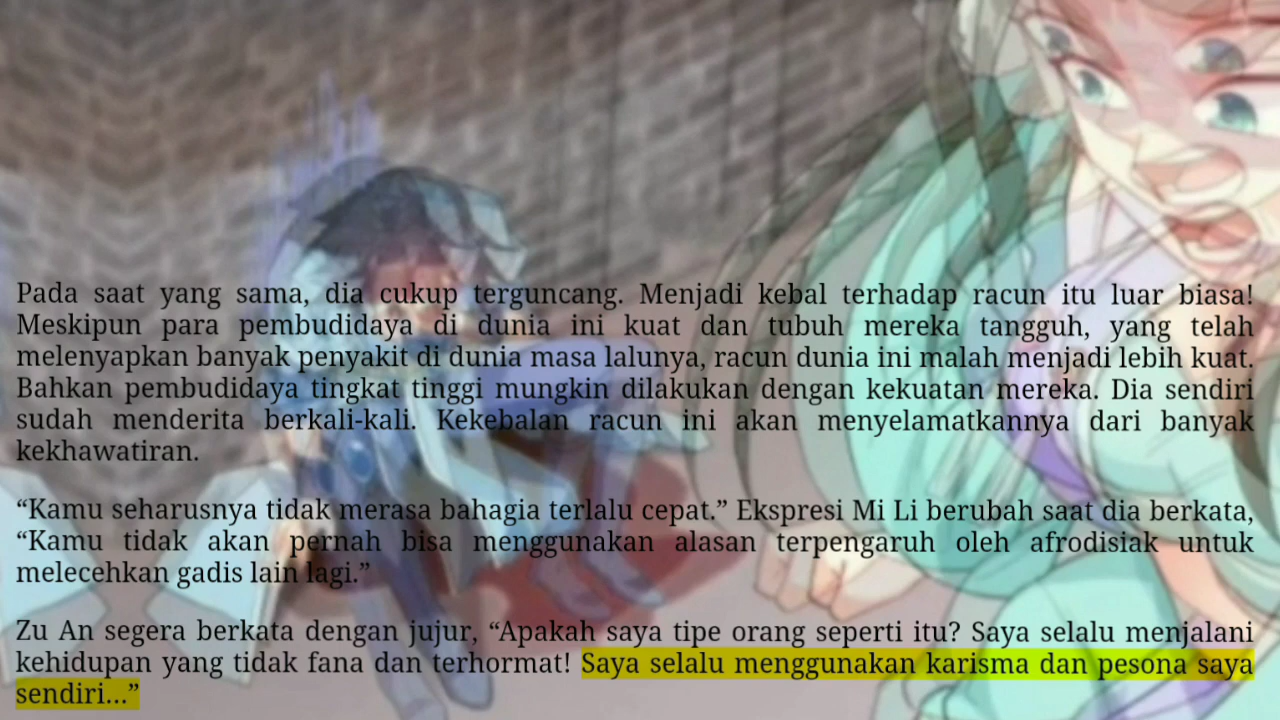 Pada saat yang sama, dia cukup terguncang. Menjadi kebal terhadap racun itu luar biasa!
Meskipun para pembudidaya di dunia ini kuat dan tubuh mereka tangguh, yang telah
melenyapkan banyak penyakit di dunia masa lalunya, racun dunia ini malah menjadi lebih kuat.
Bahkan pembudidaya tingkat tinggi mungkin dilakukan dengan kekuatan mereka. Dia sendiri
sudah menderita berkali-kali. Kekebalan racun ini akan menyelamatkannya dari banyak
kekhawatiran.
“Kamu seharusnya tidak merasa bahagia terlalu cepat.” Ekspresi Mi Li berubah saat dia berkata,
“Kamu tidak akan pernah bisa menggunakan alasan terpengaruh oleh afrodisiak untuk
melecehkan gadis lain lagi.”
Zu An segera berkata dengan jujur, “Apakah saya tipe orang seperti itu? Saya selalu menjalani
kehidupan yang tidak fana dan terhormat! Saya selalu menggunakan karisma dan pesona saya
sendiri...”